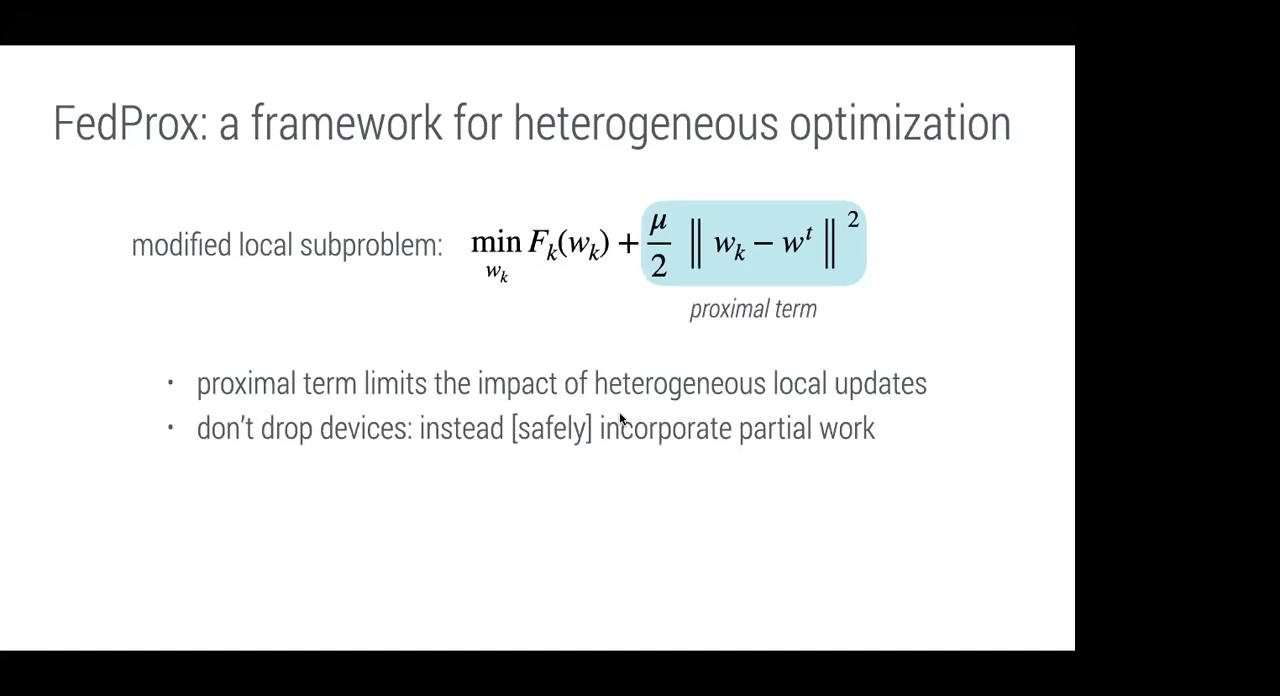 FedProx: a framework for heterogeneous optimization
modified local subproblem: min_{w_k} F_k(w_k) + \frac{μ}{2} ‖ w_k − w^t ‖^2
proximal term
• proximal term limits the impact of heterogeneous local updates
• don’t drop devices: instead [safely] incorporate partial work